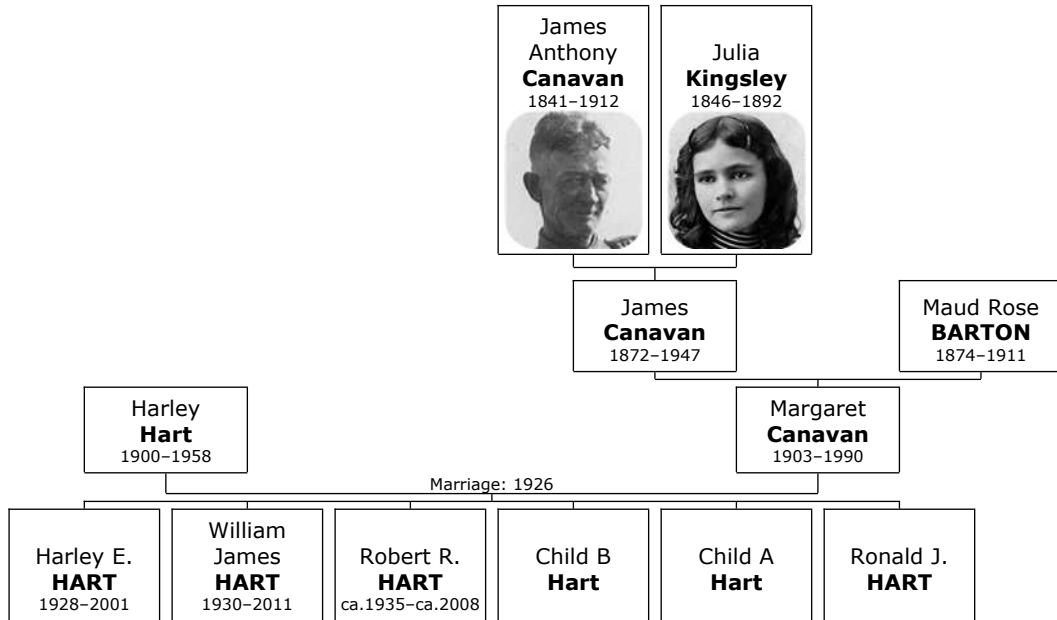 James
Anthony
Canavan
1841–1912
Julia
Kingsley
1846–1892
James
Canavan
1872–1947
Maud Rose
BARTON
1874–1911
Harley
Hart
1900–1958
Margaret
Canavan
1903–1990
Marriage: 1926
Harley E.
HART
1928–2001
William
James
HART
1930–2011
Robert R.
HART
ca.1935–ca.2008
Child B
Hart
Child A
Hart
Ronald J.
HART